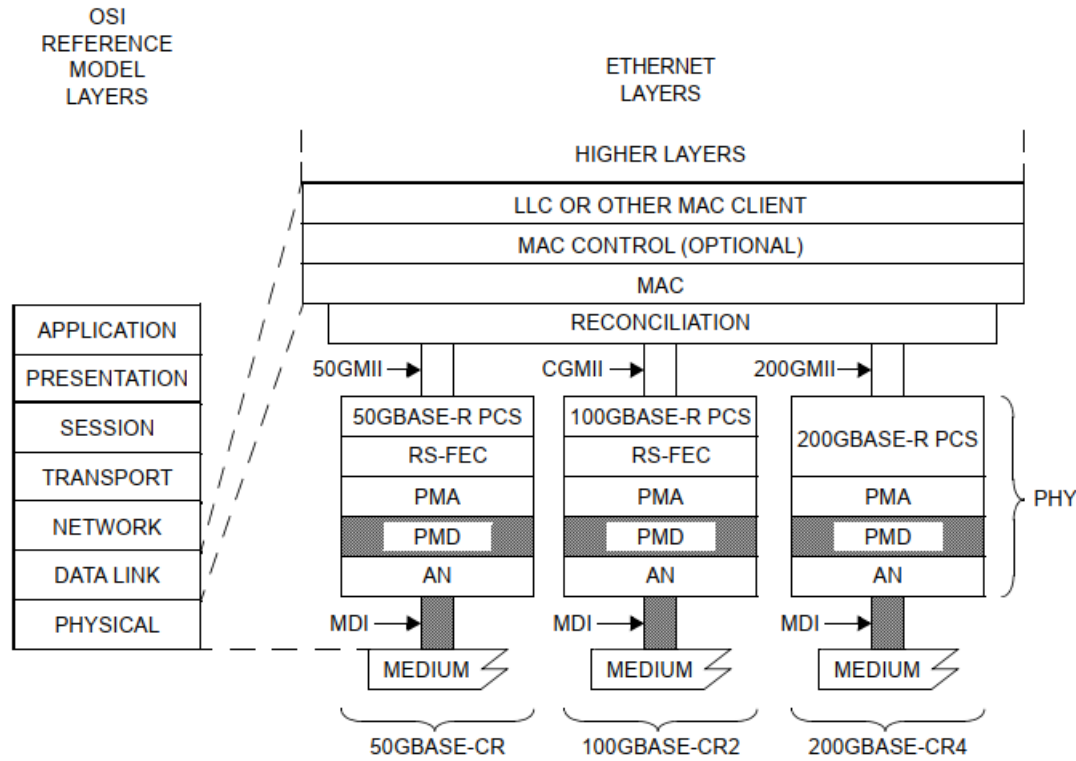 OSI
REFERENCE
MODEL
LAYERS
ETHERNET
LAYERS
HIGHER LAYERS
LLC OR OTHER MAC CLIENT
MAC CONTROL (OPTIONAL)
MAC
RECONCILIATION
APPLICATION
PRESENTATION
SESSION
TRANSPORT
NETWORK
DATA LINK
PHYSICAL
50GMII
CGMII
200GMII
50GBASE-R PCS
RS-FEC
PMA
PMD
AN
MDI
MEDIUM
50GBASE-CR
100GBASE-R PCS
RS-FEC
PMA
PMD
AN
MDI
MEDIUM
100GBASE-CR2
200GBASE-R PCS
PMA
PMD
AN
MDI
MEDIUM
200GBASE-CR4
PHY